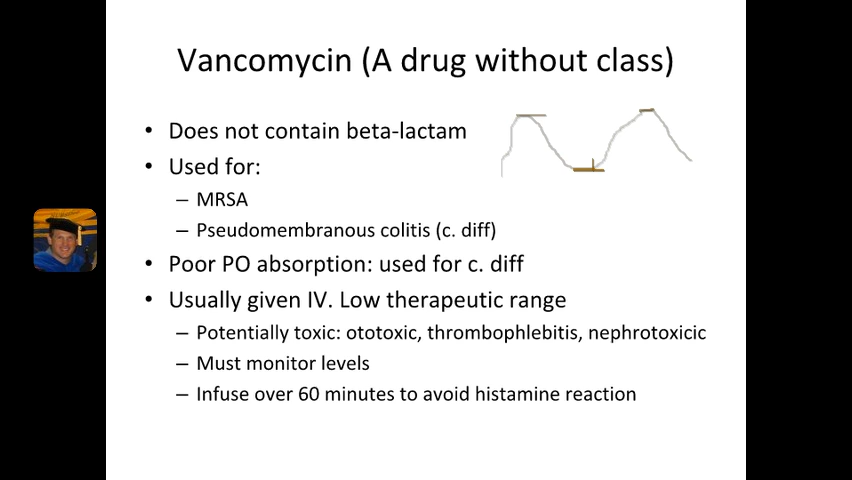 Vancomycin (A drug without class)
• Does not contain beta-lactam
• Used for:
– MRSA
– Pseudomembranous colitis (c. diff)
• Poor PO absorption: used for c. diff
• Usually given IV. Low therapeutic range
– Potentially toxic: ototoxic, thrombophlebitis, nephrotoxicic
– Must monitor levels
– Infuse over 60 minutes to avoid histamine reaction